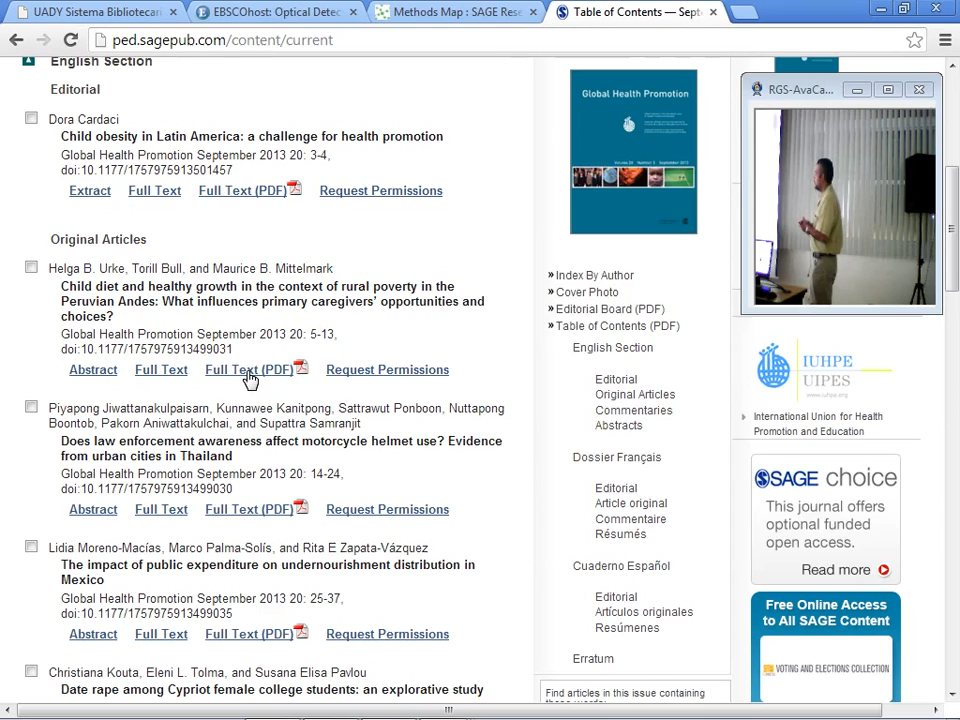 UADY Sistema Bibliotecari
EBSCOhost: Optical Detec
Methods Map : SAGE Rese
Table of Contents — Sept
ped.sagepub.com/content/current
English Section
Editorial
Dora Cardaci
Child obesity in Latin America: a challenge for health promotion
Global Health Promotion September 2013 20: 3-4,
doi:10.1177/1757975913501457
Extract Full Text Full Text (PDF) Request Permissions
Original Articles
Helga B. Urke, Torill Bull, and Maurice B. Mittelmark
Child diet and healthy growth in the context of rural poverty in the
Peruvian Andes: What influences primary caregivers' opportunities and
choices?
Global Health Promotion September 2013 20: 5-13,
doi:10.1177/1757975913499031
Abstract Full Text Full Text (PDF) Request Permissions
Piyapong Jiwattanakulpaisarn, Kunnawee Kanitpong, Sattrawut Ponboon, Nuttapong
Boontob, Pakorn Aniwattakulchai, and Supattra Samranjit
Does law enforcement awareness affect motorcycle helmet use? Evidence
from urban cities in Thailand
Global Health Promotion September 2013 20: 14-24,
doi:10.1177/1757975913499030
Abstract Full Text Full Text (PDF) Request Permissions
Lidia Moreno-Macías, Marco Palma-Solís, and Rita E Zapata-Vázquez
The impact of public expenditure on undernourishment distribution in
Mexico
Global Health Promotion September 2013 20: 25-37,
doi:10.1177/1757975913499035
Abstract Full Text Full Text (PDF) Request Permissions
Christiana Kouta, Eleni L. Tolma, and Susana Elisa Pavlou
Date rape among Cypriot female college students: an explorative study
Global Health Promotion
» Index By Author
» Cover Photo
» Editorial Board (PDF)
» Table of Contents (PDF)
English Section
Editorial
Original Articles
Commentaries
Abstracts
Dossier Français
Editorial
Article original
Commentaire
Résumés
Cuaderno Español
Editorial
Artículos originales
Resúmenes
Erratum
Find articles in this issue containing
RGS-AvaCa...
IUHPE
UIPES
www.iuhpe.org
International Union for Health
Promotion and Education
SAGE choice
This journal offers
optional funded
open access.
Read more
Free Online Access
to All SAGE Content
VOTING AND ELECTIONS COLLECTION